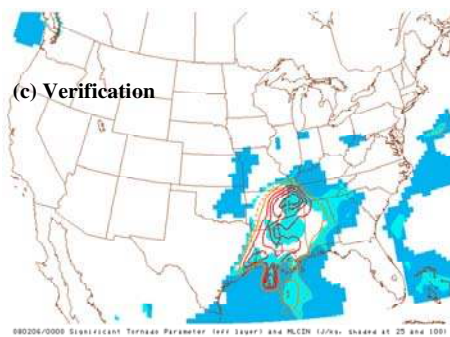 (c) Verification
080206/0000 Significant Tornado Parameter (eff layer) and MLCIN (J/kg, shaded at 25 and 100)